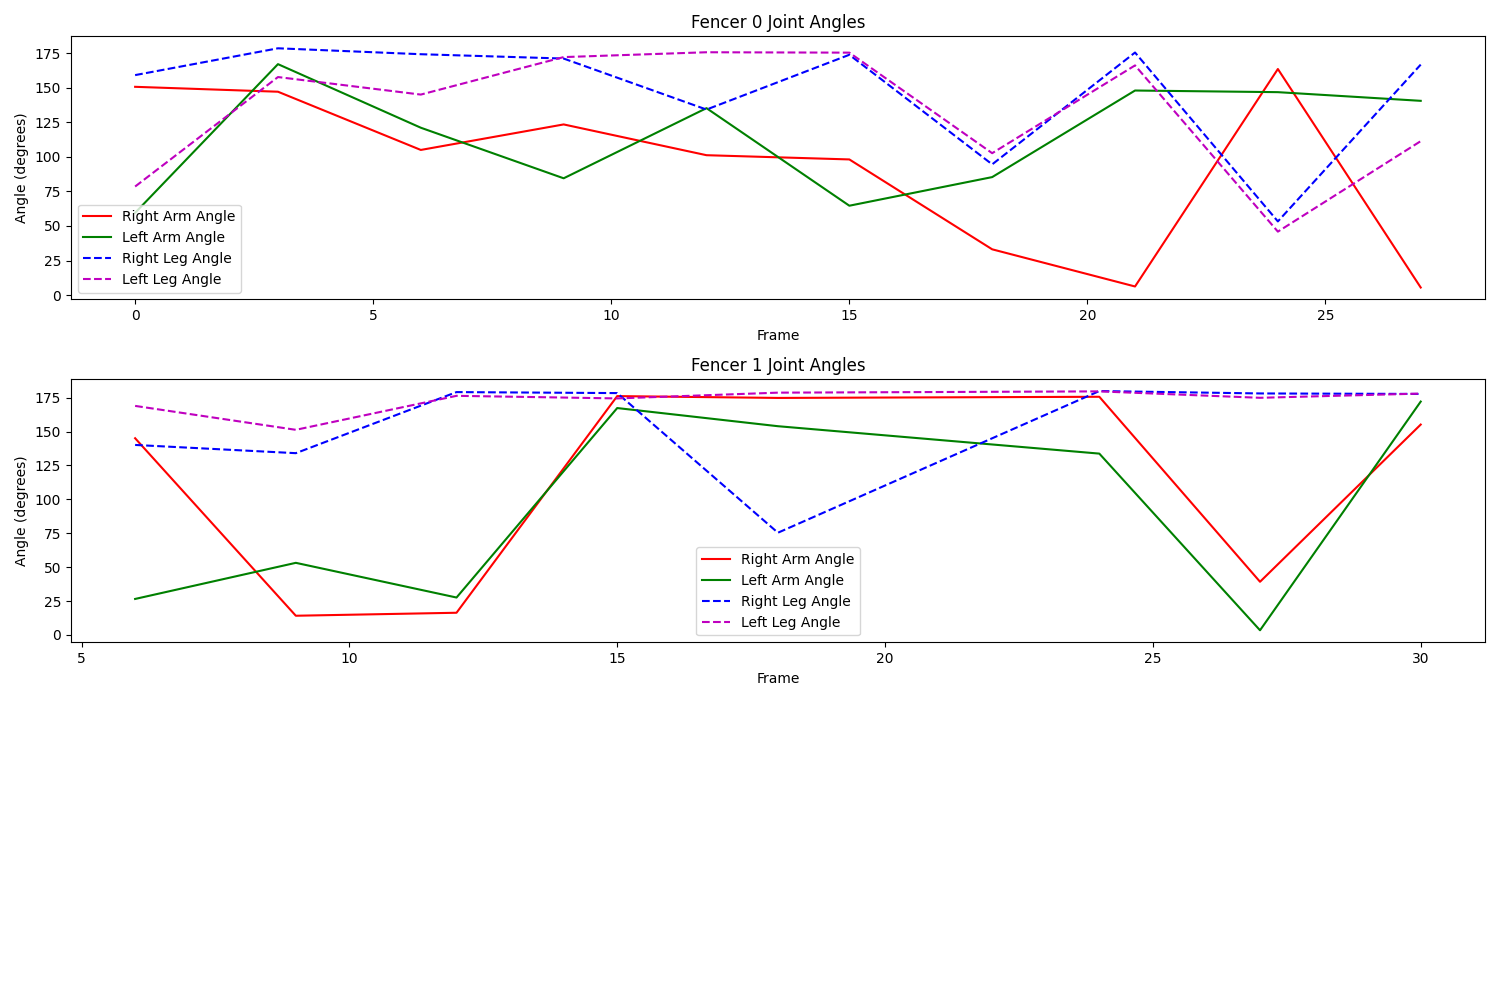 Fencer 0 Joint Angles
Angle (degrees)
175
150
125
100
75
50
25
0
Right Arm Angle
Left Arm Angle
Right Leg Angle
Left Leg Angle
0 5 10 15 20 25
Frame
Fencer 1 Joint Angles
Angle (degrees)
175
150
125
100
75
50
25
0
Right Arm Angle
Left Arm Angle
Right Leg Angle
Left Leg Angle
5 10 15 20 25 30
Frame